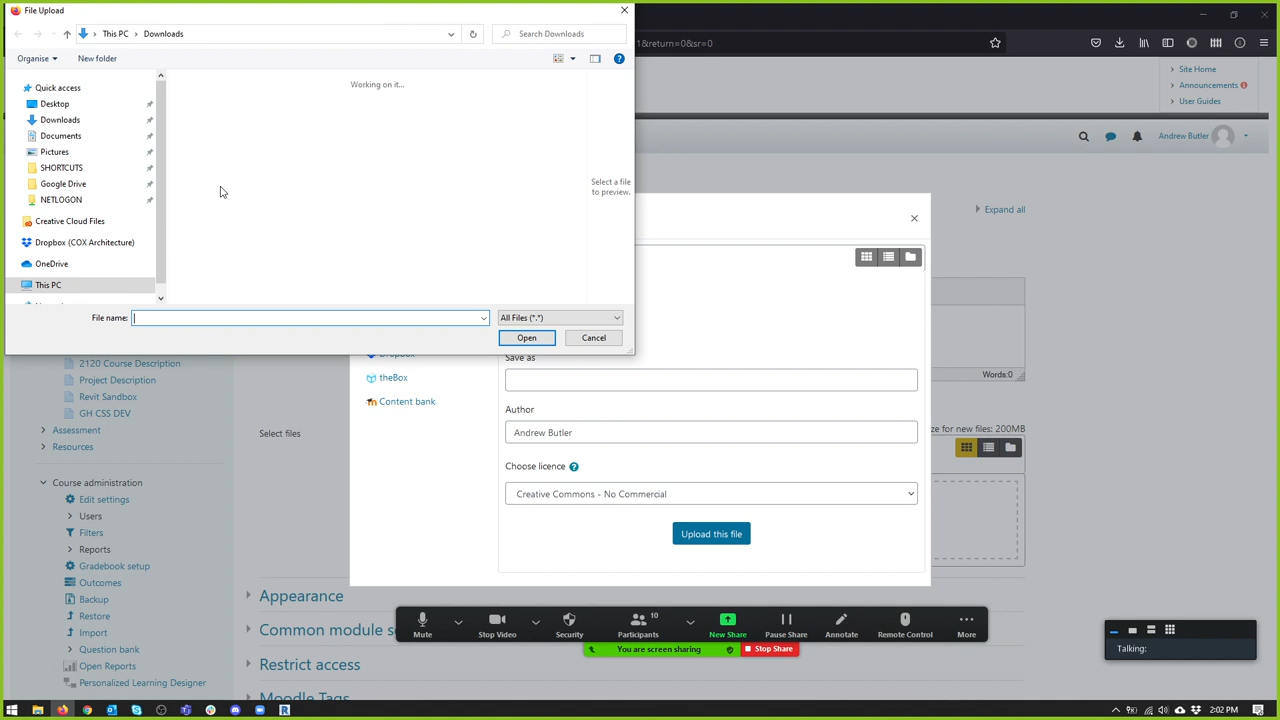 File Upload
This PC
Downloads
Search Downloads
Organise
New folder
Quick access
Desktop
Downloads
Documents
Pictures
SHORTCUTS
Google Drive
NETLOGON
Creative Cloud Files
Dropbox (COX Architecture)
OneDrive
This PC
Working on it...
Select a file
to preview.
File name:
All Files (*.*)
Open
Cancel
1&return=0&sr=0
Site Home
Announcements
User Guides
Andrew Butler
Expand all
Dropbox
theBox
Content bank
Save as
Author
Andrew Butler
Choose licence
Creative Commons - No Commercial
Upload this file
Words:0
ze for new files: 200MB
Select files
2120 Course Description
Project Description
Revit Sandbox
GH CSS DEV
Assessment
Resources
Course administration
Edit settings
Users
Filters
Reports
Gradebook setup
Outcomes
Backup
Restore
Import
Question bank
Open Reports
Personalized Learning Designer
Appearance
Common module se
Restrict access
Moodle Tags
Mute
Stop Video
Security
Participants
10
New Share
Pause Share
Annotate
Remote Control
More
You are screen sharing
Stop Share
Talking:
2:02 PM